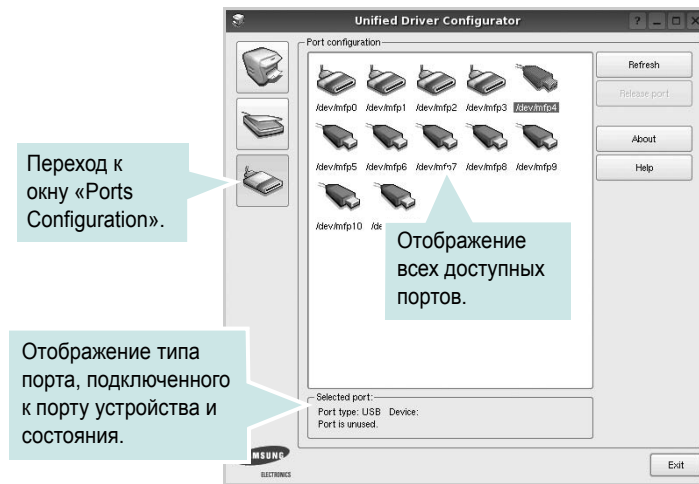 Unified Driver Configurator
Port configuration
/dev/mfp0 /dev/mfp1 /dev/mfp2 /dev/mfp3 /dev/mfp4
/dev/mfp5 /dev/mfp6 /dev/mfp7 /dev/mfp8 /dev/mfp9
/dev/mfp10
Refresh
Release port
About
Help
Переход к
окну «Ports
Configuration».
Отображение
всех доступных
портов.
Отображение типа
порта, подключенного
к порту устройства и
состояния.
Selected port:
Port type: USB Device:
Port is unused.
ELECTRONICS
Exit